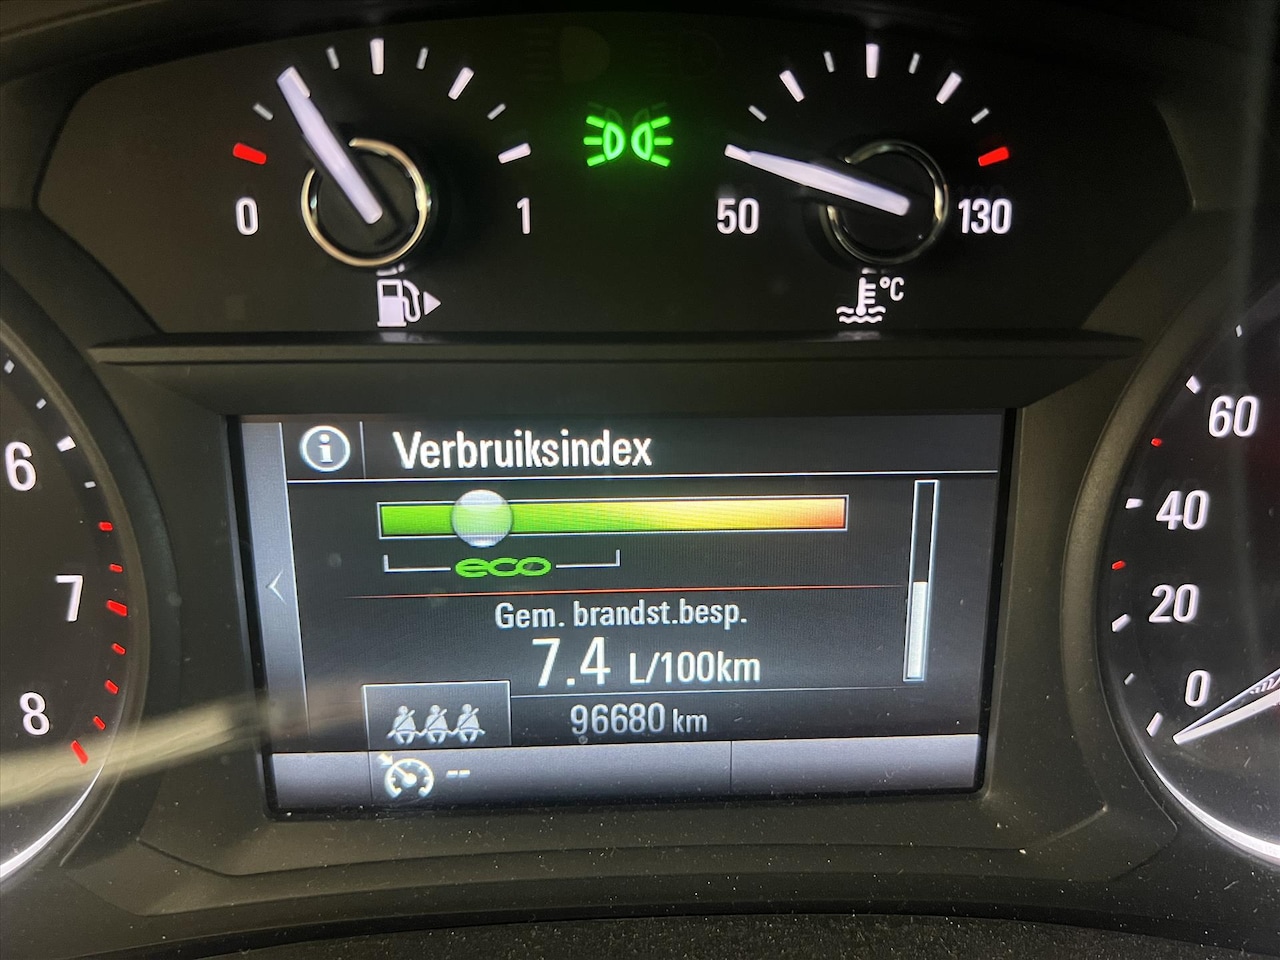 0 1
50 130
°C
Verbruiksindex
eco
Gem. brandst.besp.
7.4 L/100km
96680 km
--
6
7
8
60
40
20
0